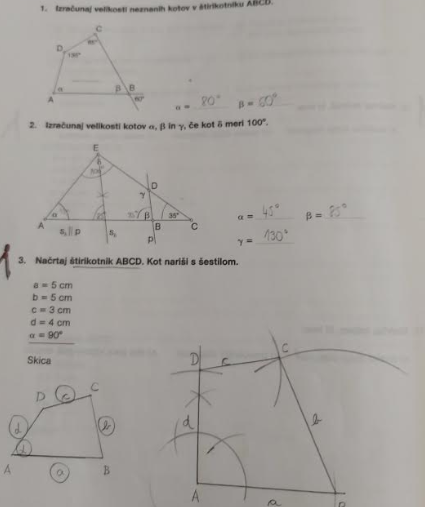 1. Izračunaj velikosti neznanih kotov v štirikotniku ABCD.
C
D
A
α
β
B
60°
α = 80° β = 60°
2. Izračunaj velikosti kotov α, β in γ, če kot δ meri 100°.
E
δ
D
γ
A
α
β
35°
B
C
p
α = 45° β = 85°
γ = 130°
3. Načrtaj štirikotnik ABCD. Kot nariši s šestilom.
a = 5 cm
b = 5 cm
c = 3 cm
d = 4 cm
α = 90°
Skica
D
c
C
d
b
A
a
B
D
c
C
d
b
A
a